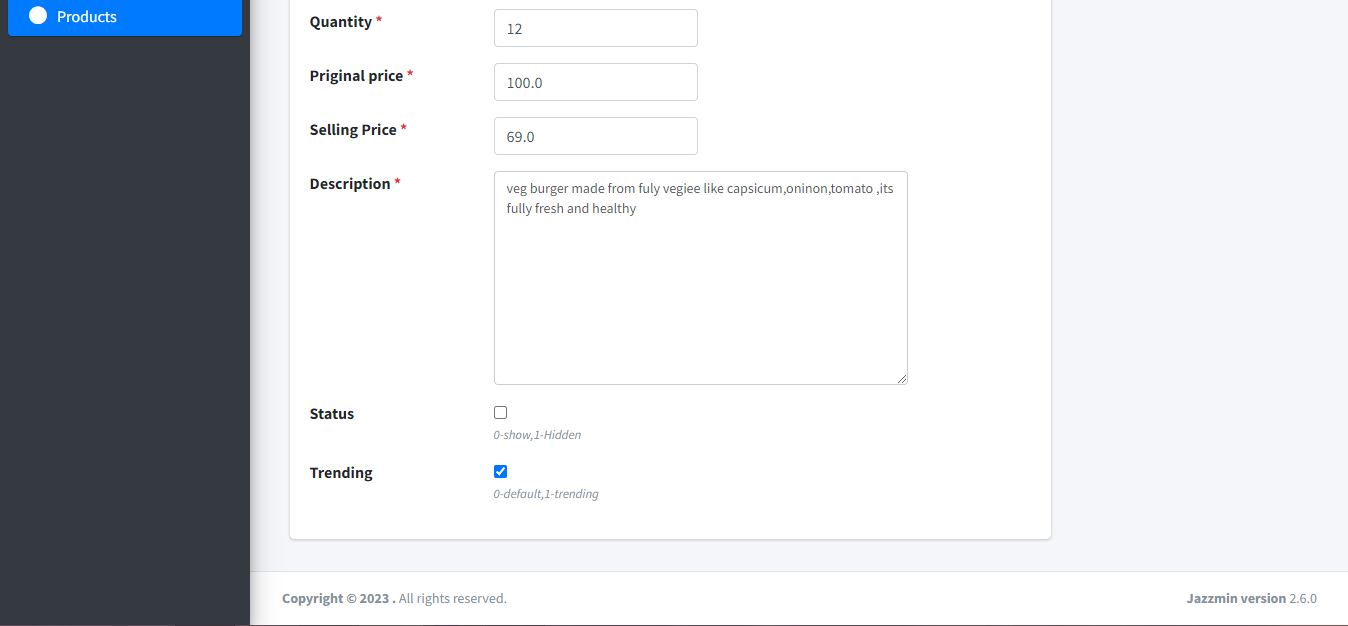 Products
Quantity *
12
Priginal price *
100.0
Selling Price *
69.0
Description *
veg burger made from fuly vegiee like capsicum,oninon,tomato ,its
fully fresh and healthy
Status
0-show,1-Hidden
Trending
0-default,1-trending
Copyright © 2023 . All rights reserved.
Jazzmin version 2.6.0